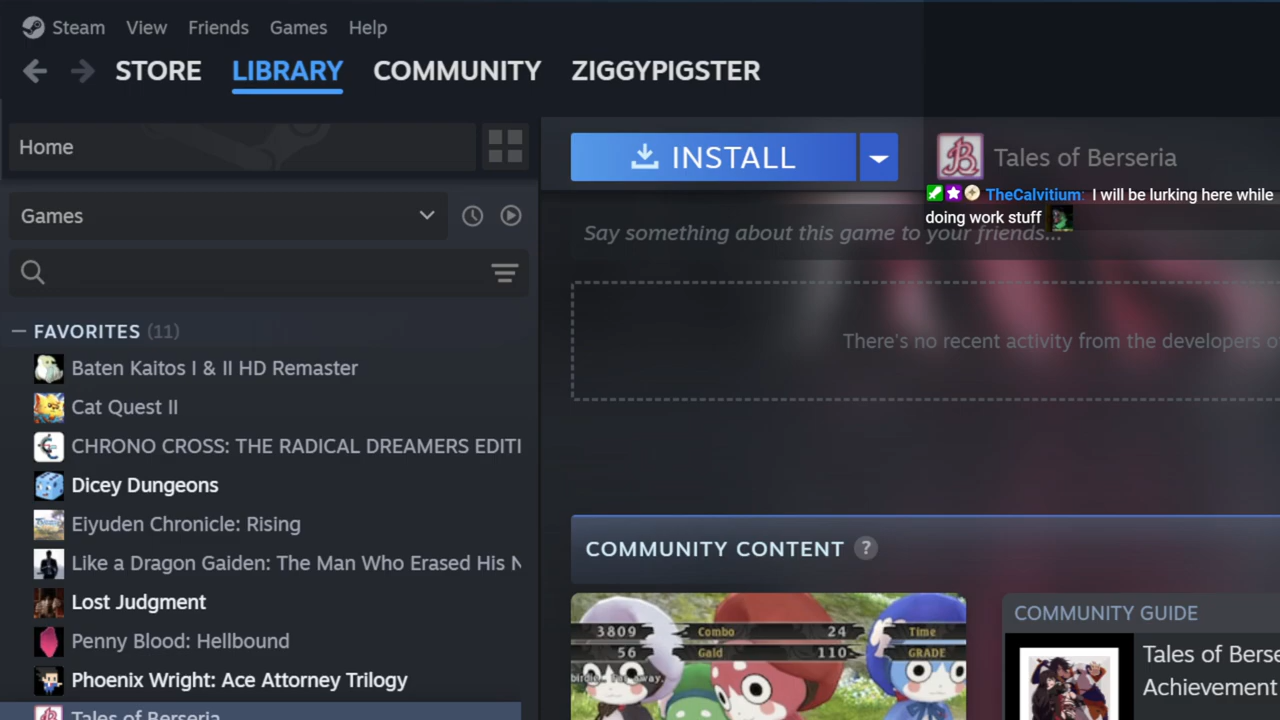 Steam View Friends Games Help
STORE LIBRARY COMMUNITY ZIGGYPIGSTER
Home
INSTALL
Tales of Berseria
TheCalvitium: I will be lurking here while
doing work stuff
Games
Say something about this game to your friends...
FAVORITES (11)
There's no recent activity from the developers o
Baten Kaitos I & II HD Remaster
Cat Quest II
CHRONO CROSS: THE RADICAL DREAMERS EDITI
Dicey Dungeons
Eiyuden Chronicle: Rising
Like a Dragon Gaiden: The Man Who Erased His N
Lost Judgment
Penny Blood: Hellbound
Phoenix Wright: Ace Attorney Trilogy
Tales of Berseria
COMMUNITY CONTENT ?
3809 Combo 24 Time
56 Gald 110 GRADE
COMMUNITY GUIDE
Tales of Berse
Achievement